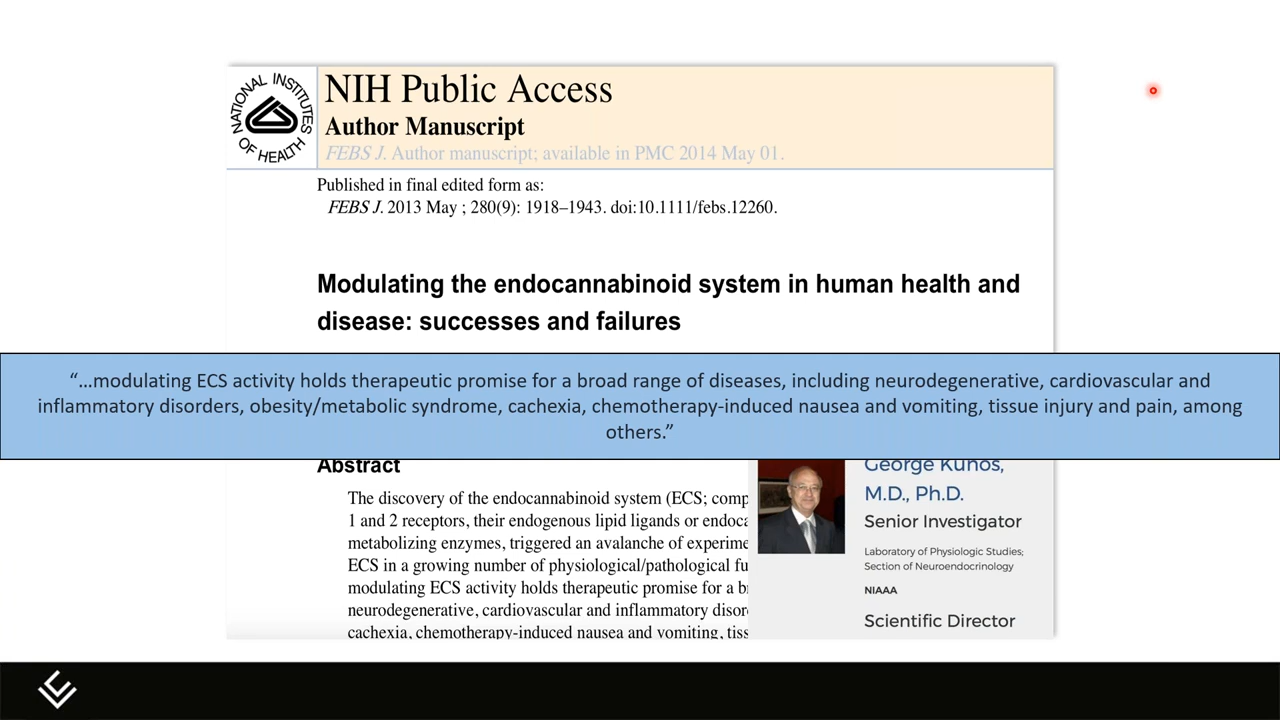 NATIONAL INSTITUTES OF HEALTH
NIH Public Access
Author Manuscript
FEBS J. Author manuscript; available in PMC 2014 May 01.
Published in final edited form as:
FEBS J. 2013 May ; 280(9): 1918–1943. doi:10.1111/febs.12260.
Modulating the endocannabinoid system in human health and
disease: successes and failures
“…modulating ECS activity holds therapeutic promise for a broad range of diseases, including neurodegenerative, cardiovascular and
inflammatory disorders, obesity/metabolic syndrome, cachexia, chemotherapy-induced nausea and vomiting, tissue injury and pain, among
others.”
Abstract
The discovery of the endocannabinoid system (ECS; comp
1 and 2 receptors, their endogenous lipid ligands or endoca
metabolizing enzymes, triggered an avalanche of experime
ECS in a growing number of physiological/pathological fu
modulating ECS activity holds therapeutic promise for a b
neurodegenerative, cardiovascular and inflammatory disor
cachexia, chemotherapy-induced nausea and vomiting, tiss
George Kunos,
M.D., Ph.D.
Senior Investigator
Laboratory of Physiologic Studies;
Section of Neuroendocrinology
NIAAA
Scientific Director